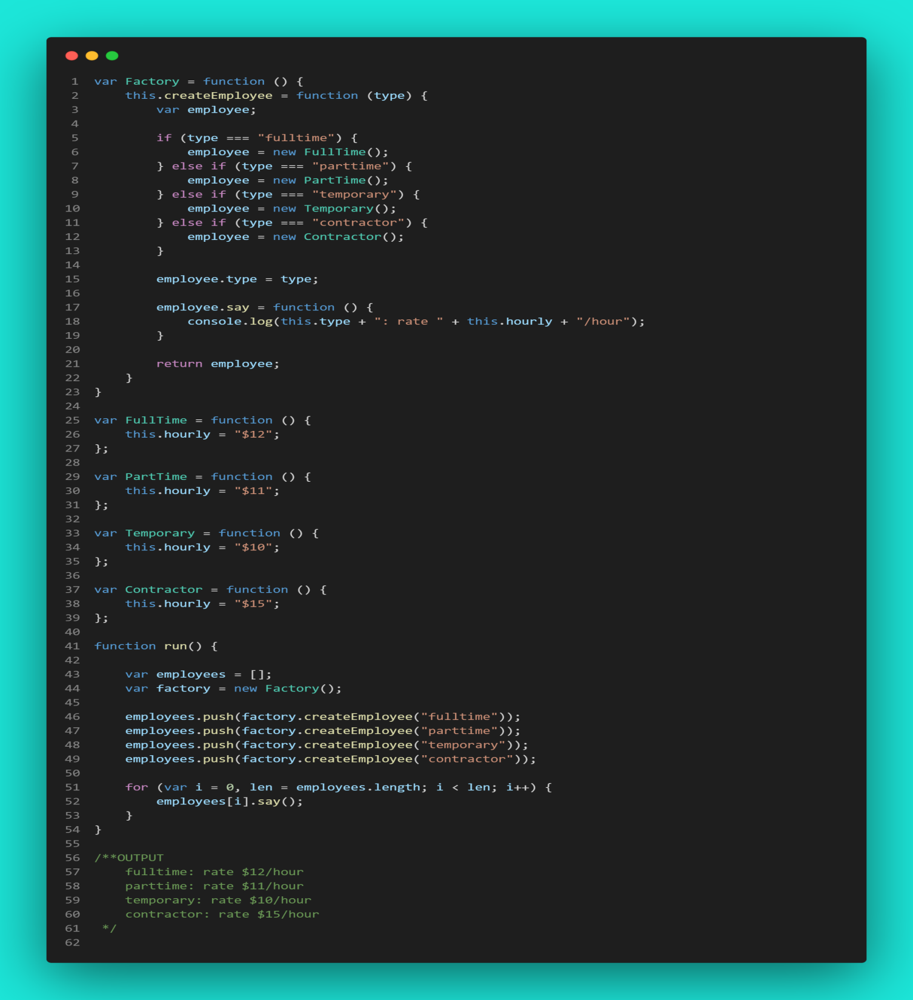 1 var Factory = function () {
2     this.createEmployee = function (type) {
3         var employee;
4
5         if (type === "fulltime") {
6             employee = new FullTime();
7         } else if (type === "parttime") {
8             employee = new PartTime();
9         } else if (type === "temporary") {
10             employee = new Temporary();
11         } else if (type === "contractor") {
12             employee = new Contractor();
13         }
14
15         employee.type = type;
16
17         employee.say = function () {
18             console.log(this.type + ": rate " + this.hourly + "/hour");
19         }
20
21         return employee;
22     }
23 }
24
25 var FullTime = function () {
26     this.hourly = "$12";
27 };
28
29 var PartTime = function () {
30     this.hourly = "$11";
31 };
32
33 var Temporary = function () {
34     this.hourly = "$10";
35 };
36
37 var Contractor = function () {
38     this.hourly = "$15";
39 };
40
41 function run() {
42
43     var employees = [];
44     var factory = new Factory();
45
46     employees.push(factory.createEmployee("fulltime"));
47     employees.push(factory.createEmployee("parttime"));
48     employees.push(factory.createEmployee("temporary"));
49     employees.push(factory.createEmployee("contractor"));
50
51     for (var i = 0, len = employees.length; i < len; i++) {
52         employees[i].say();
53     }
54 }
55
56 /**OUTPUT
57     fulltime: rate $12/hour
58     parttime: rate $11/hour
59     temporary: rate $10/hour
60     contractor: rate $15/hour
61  */
62